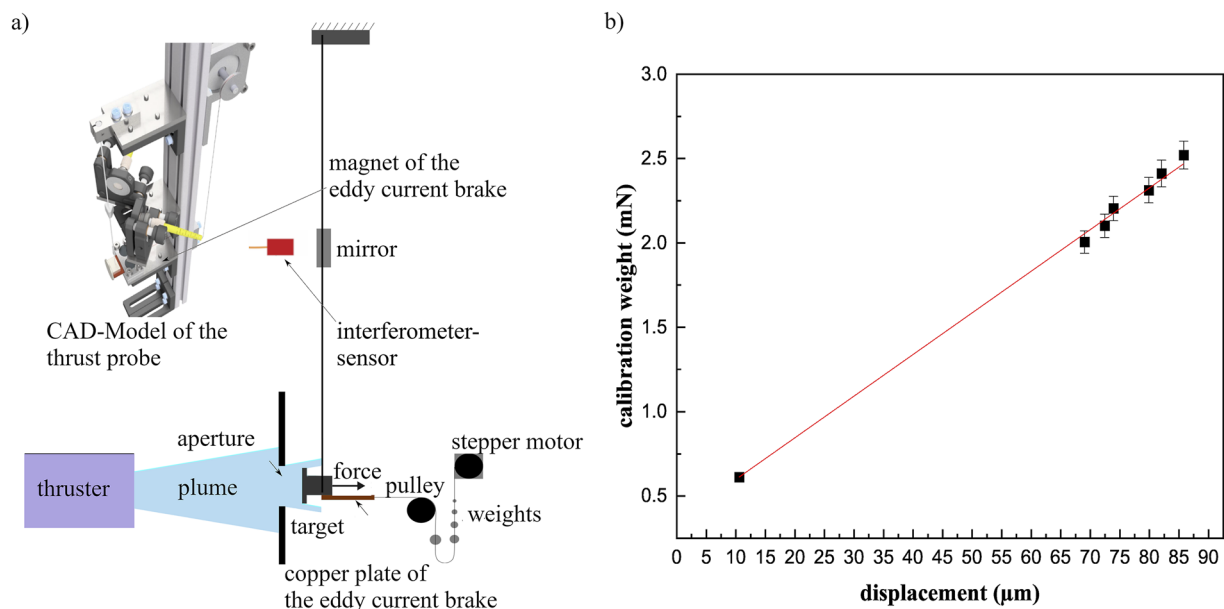 a)
magnet of the
eddy current brake
mirror
CAD-Model of the
thrust probe
interferometer-
sensor
aperture
stepper motor
thruster
plume
force
pulley
target
weights
copper plate of
the eddy current brake
b)
calibration weight (mN)
3.0
2.5
2.0
1.5
1.0
0.5
0 5 10 15 20 25 30 35 40 45 50 55 60 65 70 75 80 85 90
displacement (μm)